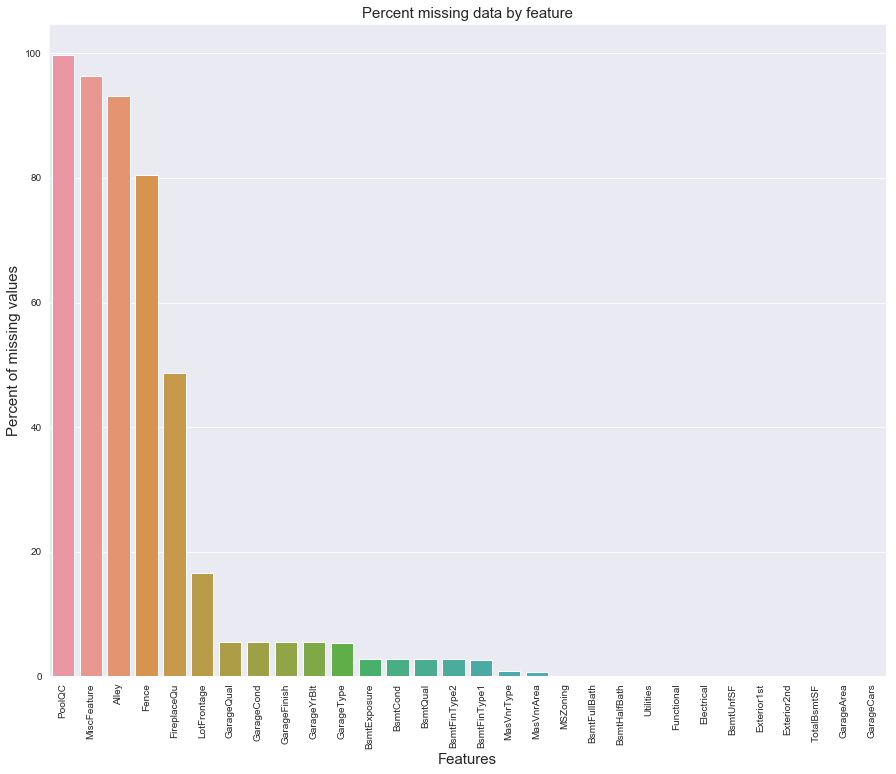 Percent missing data by feature
Percent of missing values
100
80
60
40
20
0
PoolQC
MiscFeature
Alley
Fence
FireplaceQu
LotFrontage
GarageQual
GarageCond
GarageFinish
GarageYrBlt
GarageType
BsmtExposure
BsmtCond
BsmtQual
BsmtFinType2
BsmtFinType1
MasVnrType
MasVnrArea
MSZoning
BsmtFullBath
BsmtHalfBath
Utilities
Functional
Electrical
BsmtUnfSF
Exterior1st
Exterior2nd
TotalBsmtSF
GarageArea
GarageCars
Features